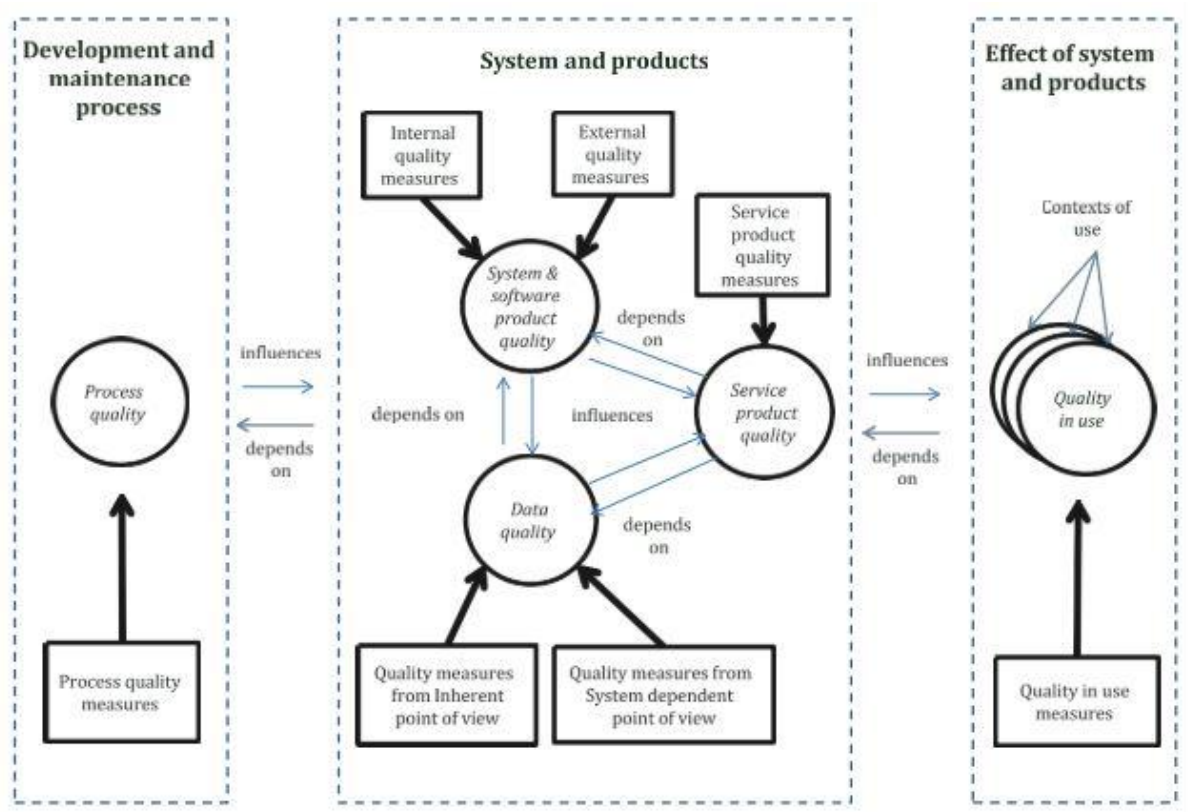 Development and
maintenance
process
Process
quality
Process quality
measures
influences
depends
on
System and products
Internal
quality
measures
External
quality
measures
Service
product
quality
measures
System &
software
product
quality
depends
on
depends on
influences
Service
product
quality
Data
quality
depends
on
Quality measures
from Inherent
point of view
Quality measures from
System dependent
point of view
influences
depends
on
Effect of system
and products
Contexts of
use
Quality
in use
Quality in use
measures